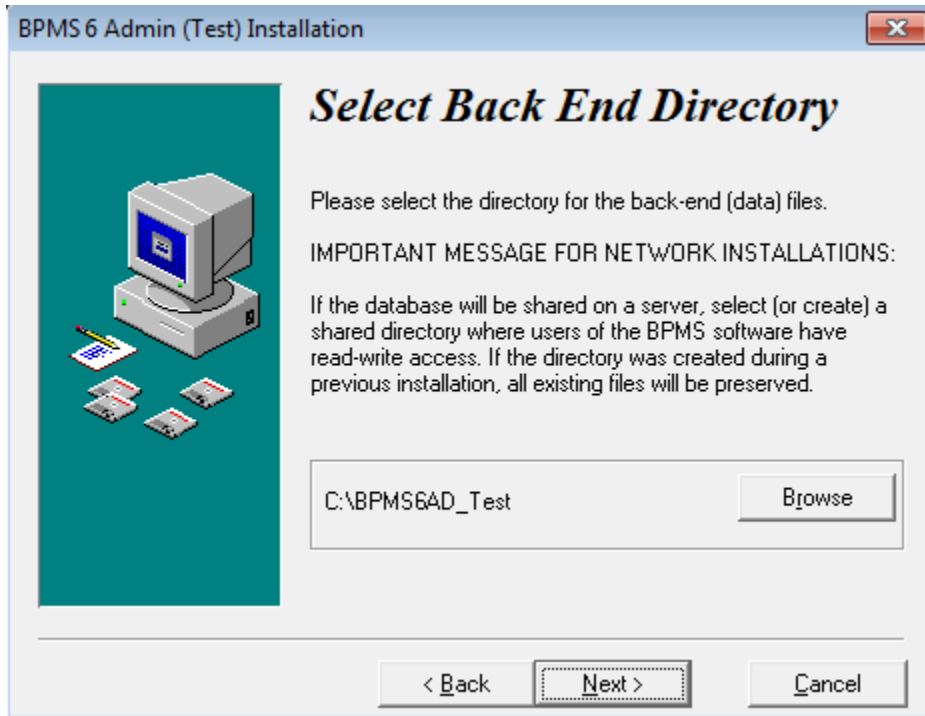 BPMS 6 Admin (Test) Installation
Select Back End Directory
Please select the directory for the back-end (data) files.
IMPORTANT MESSAGE FOR NETWORK INSTALLATIONS:
If the database will be shared on a server, select (or create) a
shared directory where users of the BPMS software have
read-write access. If the directory was created during a
previous installation, all existing files will be preserved.
C:\BPMS6AD_Test
Browse
< Back
Next >
Cancel